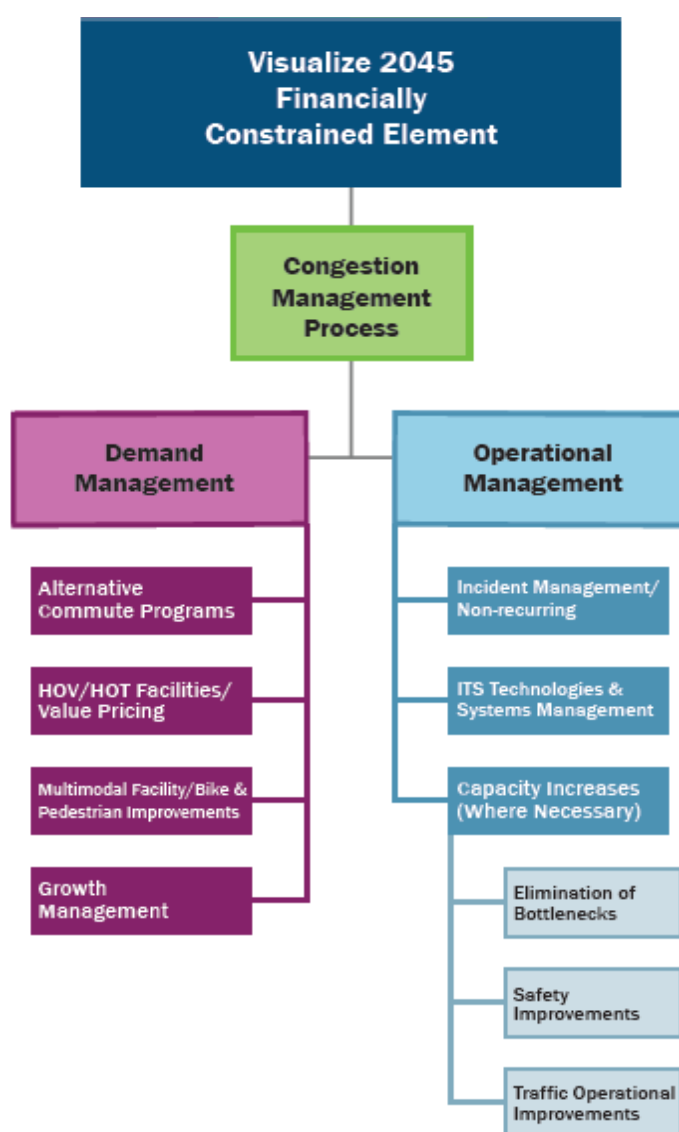 Visualize 2045
Financially
Constrained Element
Congestion
Management
Process
Demand
Management
Alternative
Commute Programs
HOV/HOT Facilities/
Value Pricing
Multimodal Facility/Bike &
Pedestrian Improvements
Growth
Management
Operational
Management
Incident Management/
Non-recurring
ITS Technologies &
Systems Management
Capacity Increases
(Where Necessary)
Elimination of
Bottlenecks
Safety
Improvements
Traffic Operational
Improvements